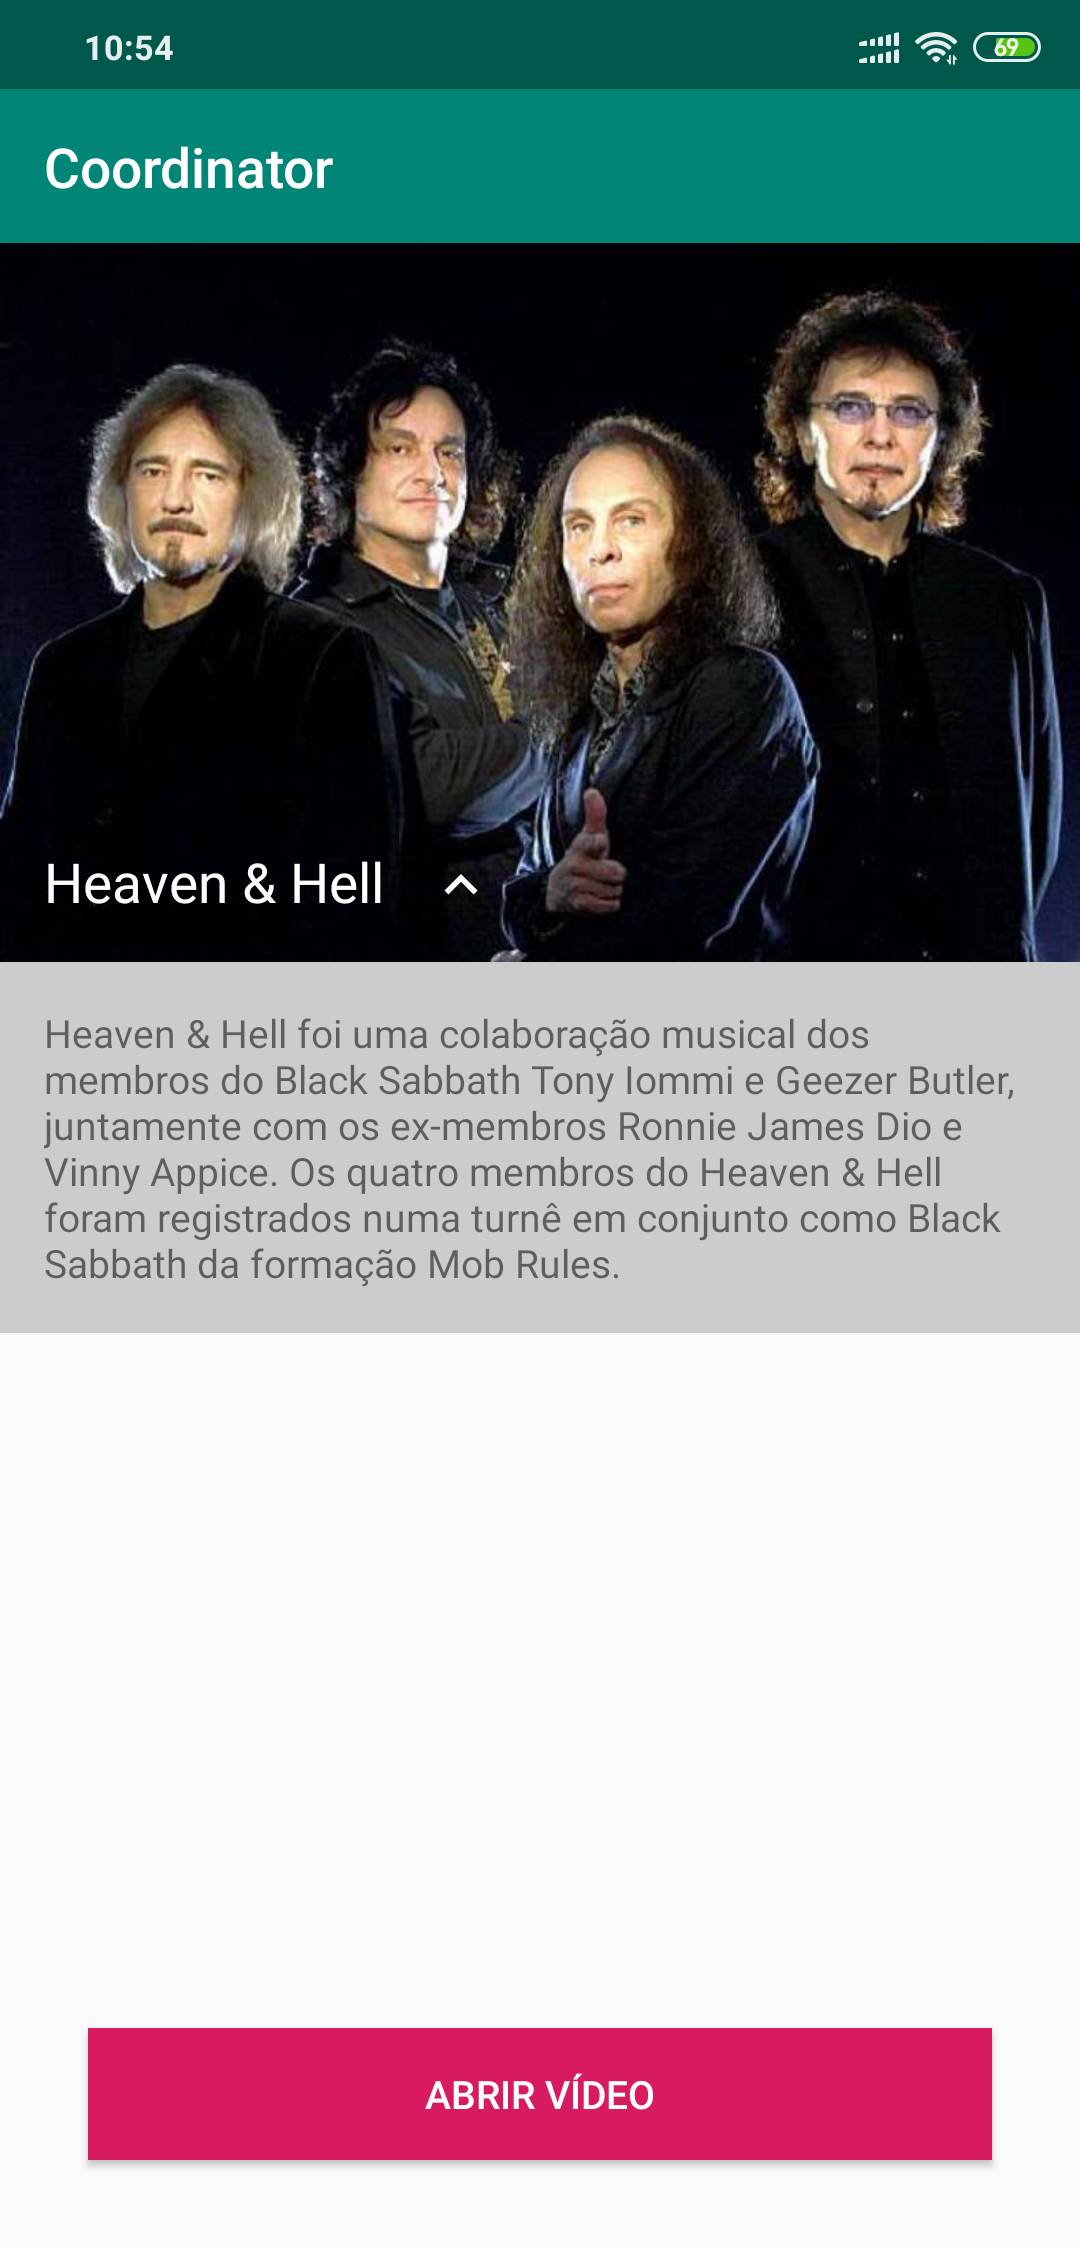 10:54
69
Coordinator
Heaven & Hell
Heaven & Hell foi uma colaboração musical dos
membros do Black Sabbath Tony Iommi e Geezer Butler,
juntamente com os ex-membros Ronnie James Dio e
Vinny Appice. Os quatro membros do Heaven & Hell
foram registrados numa turnê em conjunto como Black
Sabbath da formação Mob Rules.
ABRIR VÍDEO